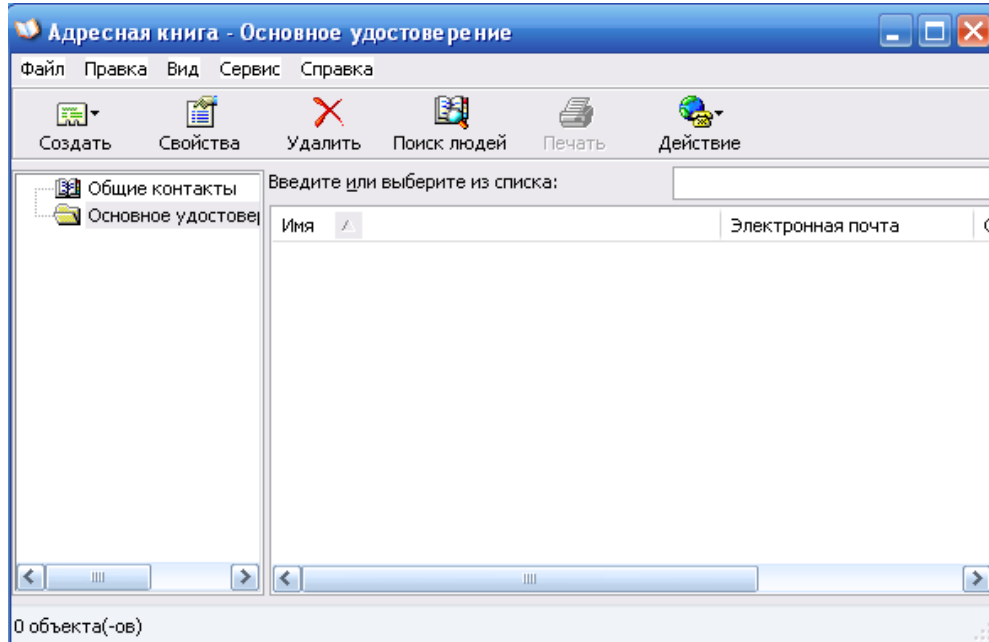 Адресная книга - Основное удостоверение
Файл Правка Вид Сервис Справка
Создать Свойства Удалить Поиск людей Печать Действие
Общие контакты
Основное удостовер
Введите или выберите из списка:
Имя Электронная почта
0 объекта(-ов)